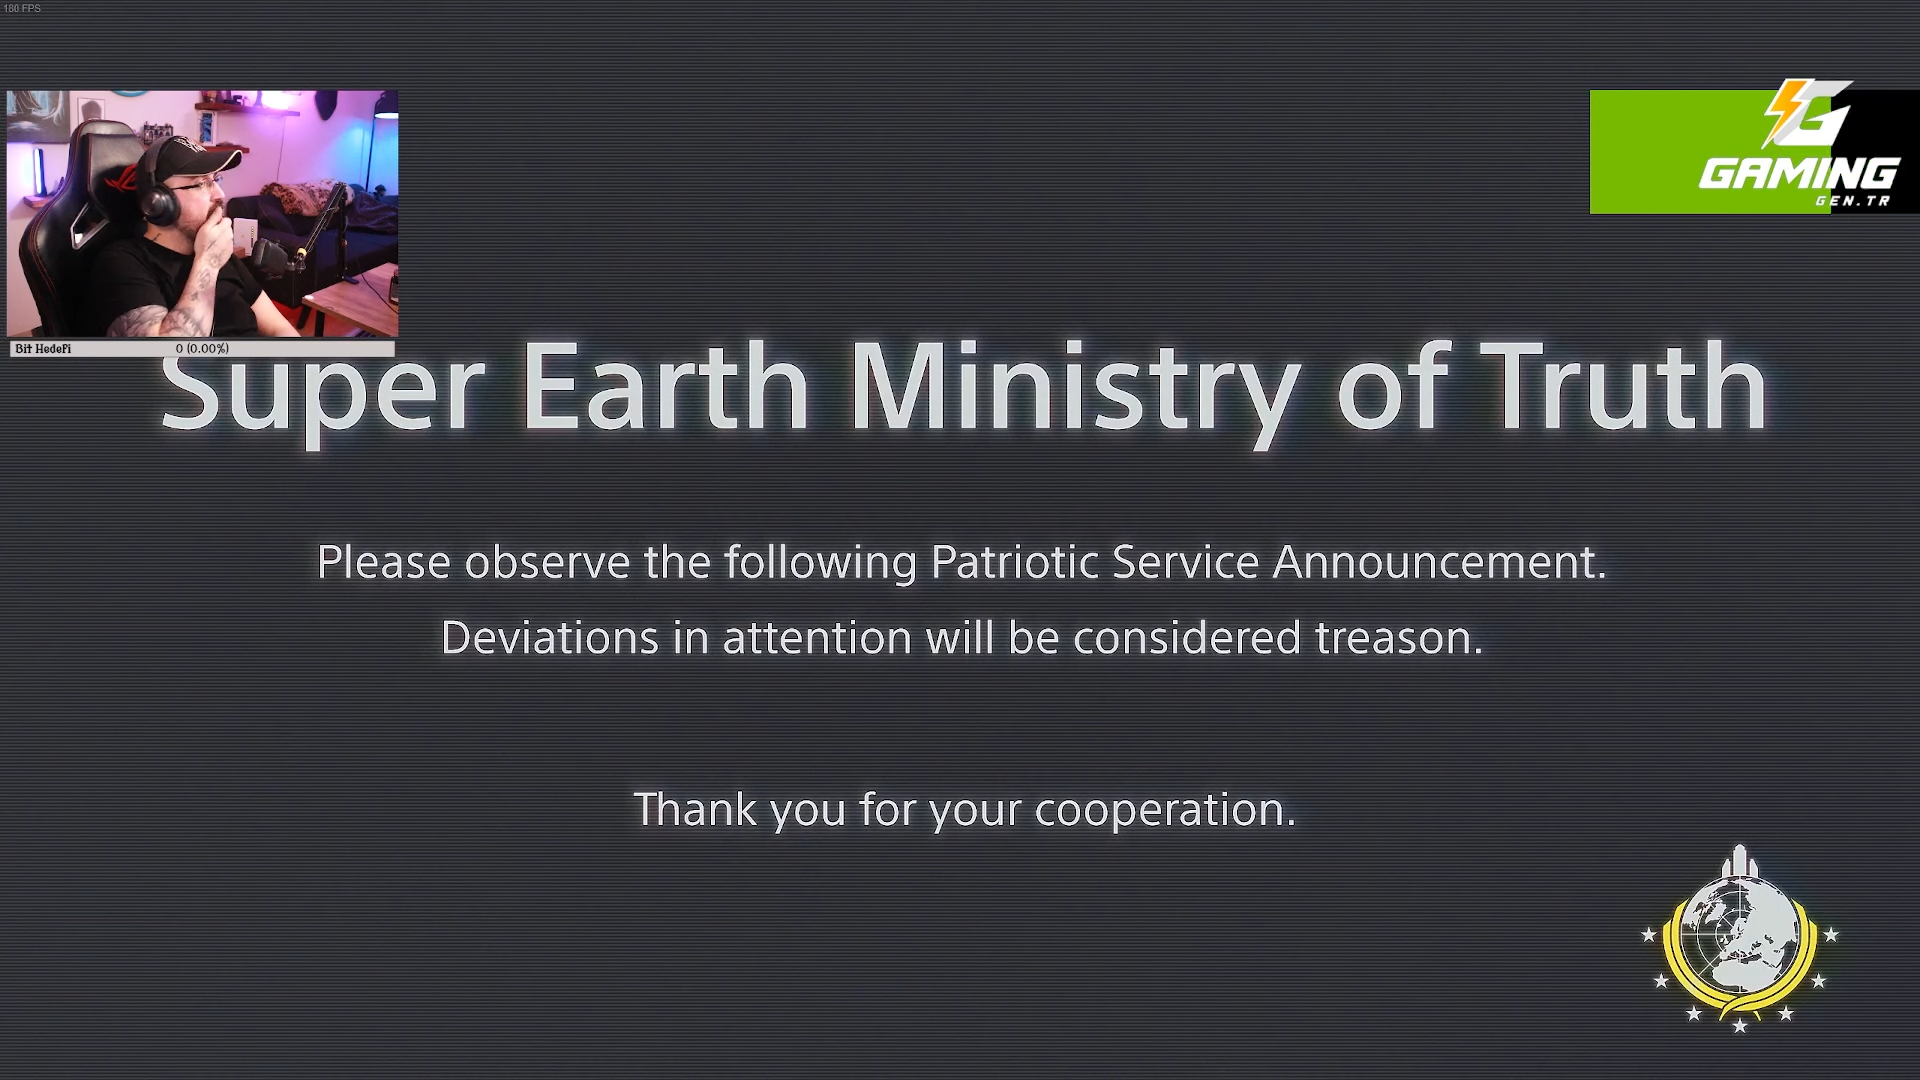 180 FPS
GAMING
GEN.TR
Bit Hedefi 0 (0.00%)
Super Earth Ministry of Truth
Please observe the following Patriotic Service Announcement.
Deviations in attention will be considered treason.
Thank you for your cooperation.